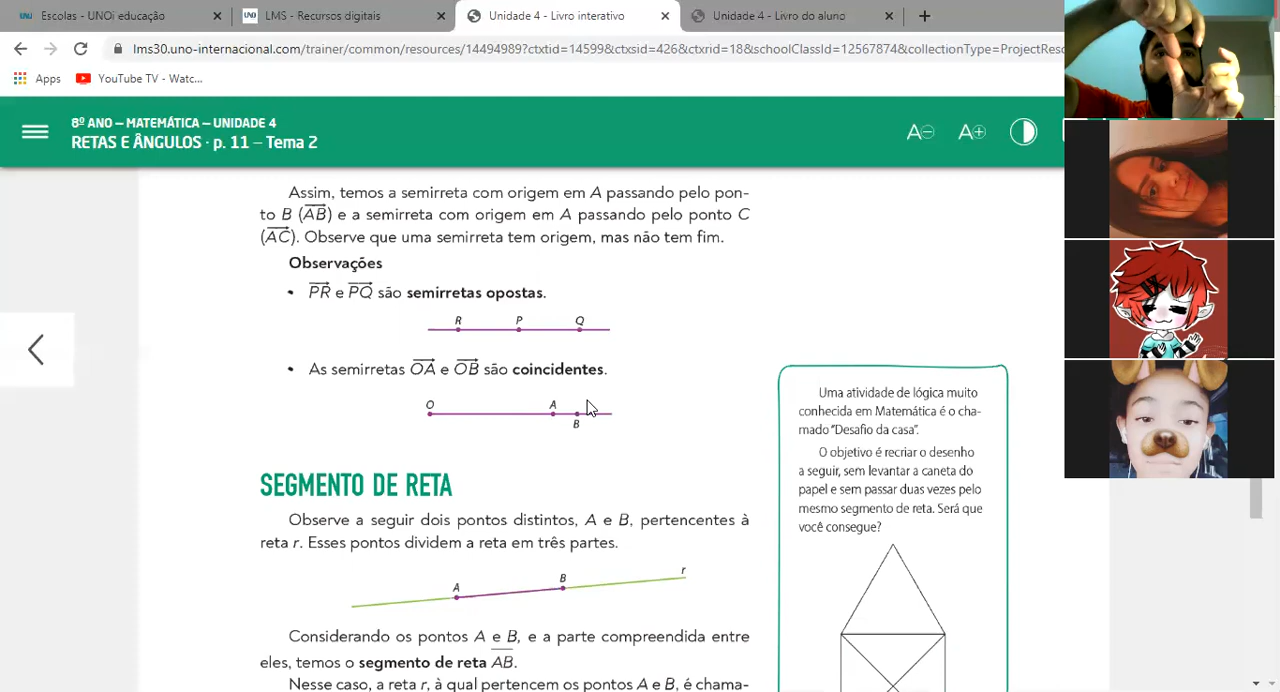 UNOi Escolas - UNOi educação
UNO LMS - Recursos digitais
Unidade 4 - Livro interativo
Unidade 4 - Livro do aluno
lms30.uno-internacional.com/trainer/common/resources/14494989?ctxtid=14599&ctxsid=426&ctxrid=18&schoolClassId=12567874&collectionType=ProjectReso
Apps
YouTube TV - Watc...
8º ANO – MATEMÁTICA – UNIDADE 4
RETAS E ÂNGULOS · p. 11 – Tema 2
A− A+
Assim, temos a semirreta com origem em A passando pelo pon-
to B (AB) e a semirreta com origem em A passando pelo ponto C
(AC). Observe que uma semirreta tem origem, mas não tem fim.
Observações
• PR e PQ são semirretas opostas.
R P Q
• As semirretas OA e OB são coincidentes.
O A
B
SEGMENTO DE RETA
Observe a seguir dois pontos distintos, A e B, pertencentes à
reta r. Esses pontos dividem a reta em três partes.
A B r
Considerando os pontos A e B, e a parte compreendida entre
eles, temos o segmento de reta AB.
Nesse caso, a reta r, à qual pertencem os pontos A e B, é chama-
Uma atividade de lógica muito
conhecida em Matemática é o cha-
mado “Desafio da casa”.
O objetivo é recriar o desenho
a seguir, sem levantar a caneta do
papel e sem passar duas vezes pelo
mesmo segmento de reta. Será que
você consegue?